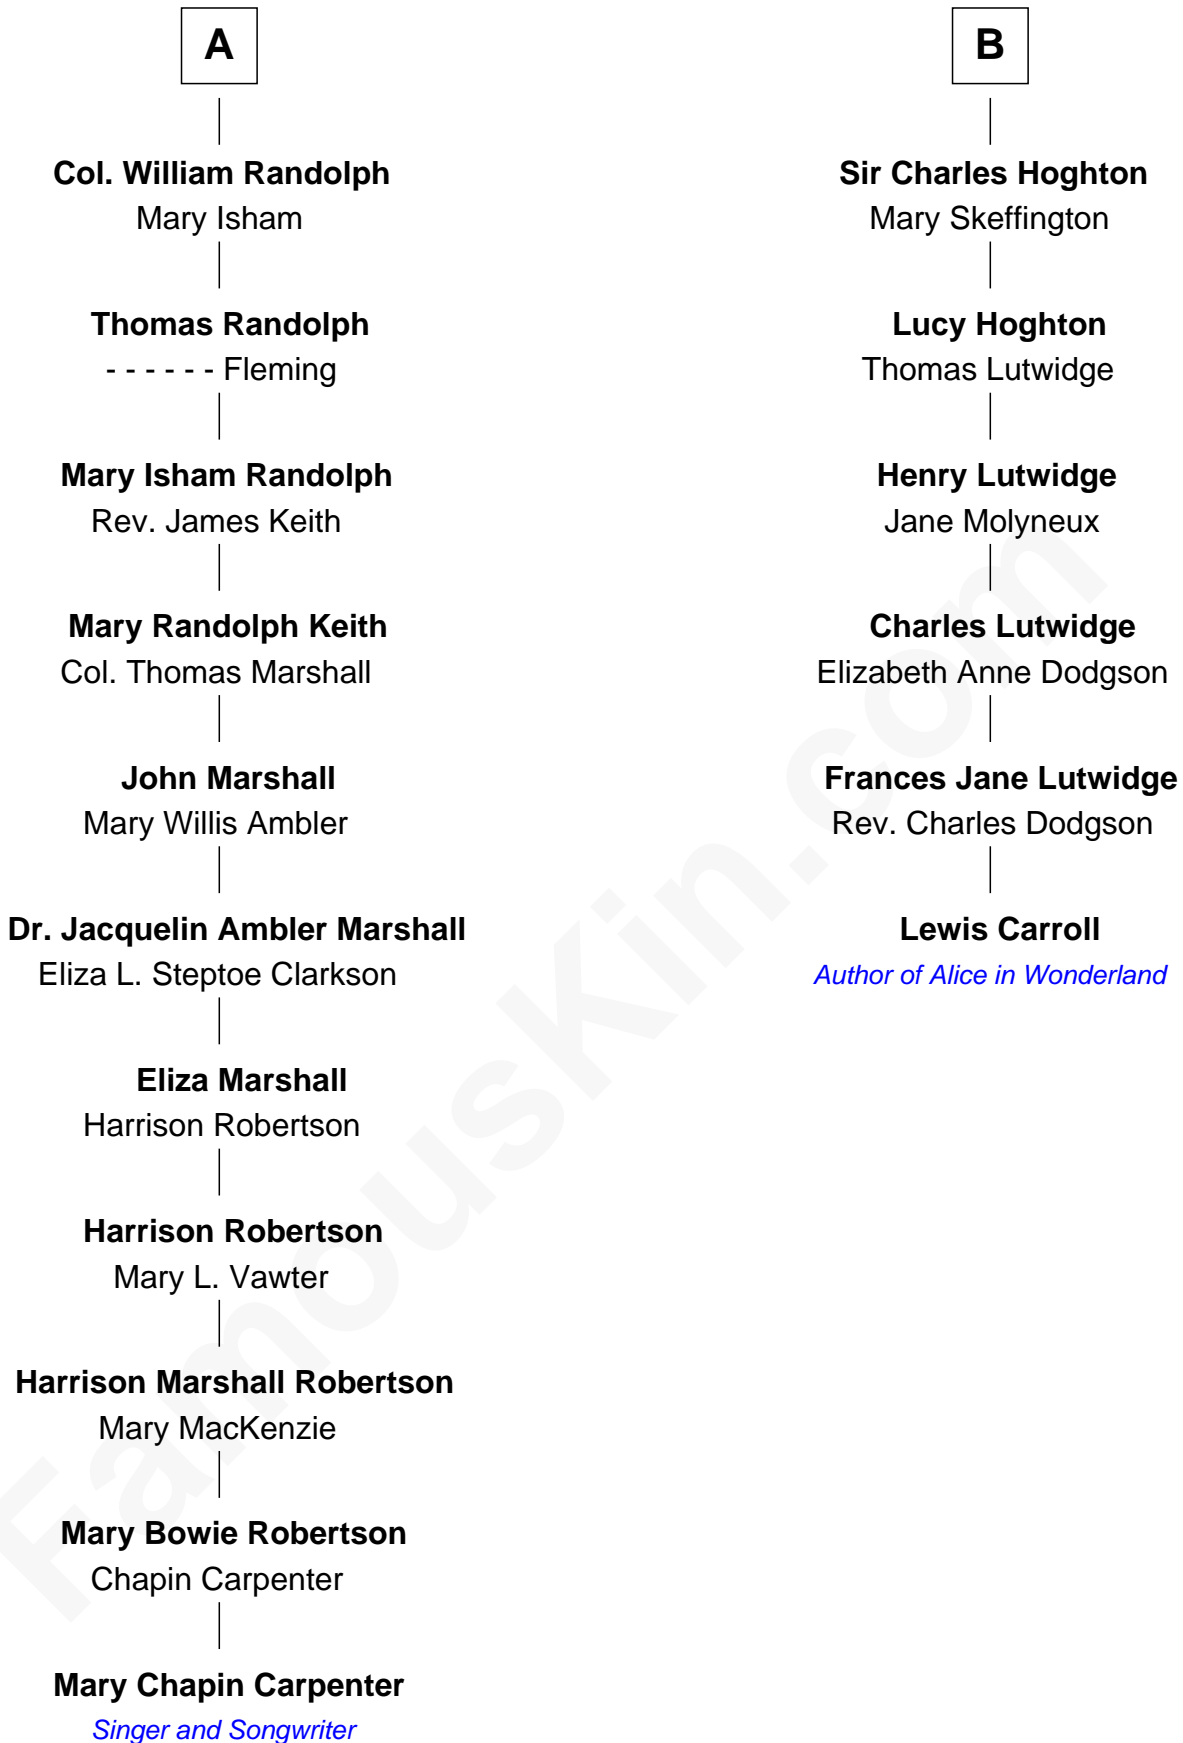 A
Col. William Randolph
Mary Isham
Thomas Randolph
- - - - - - Fleming
Mary Isham Randolph
Rev. James Keith
Mary Randolph Keith
Col. Thomas Marshall
John Marshall
Mary Willis Ambler
Dr. Jacquelin Ambler Marshall
Eliza L. Steptoe Clarkson
Eliza Marshall
Harrison Robertson
Harrison Robertson
Mary L. Vawter
Harrison Marshall Robertson
Mary MacKenzie
Mary Bowie Robertson
Chapin Carpenter
Mary Chapin Carpenter
Singer and Songwriter
B
Sir Charles Hoghton
Mary Skeffington
Lucy Hoghton
Thomas Lutwidge
Henry Lutwidge
Jane Molyneux
Charles Lutwidge
Elizabeth Anne Dodgson
Frances Jane Lutwidge
Rev. Charles Dodgson
Lewis Carroll
Author of Alice in Wonderland
FamousKin.com